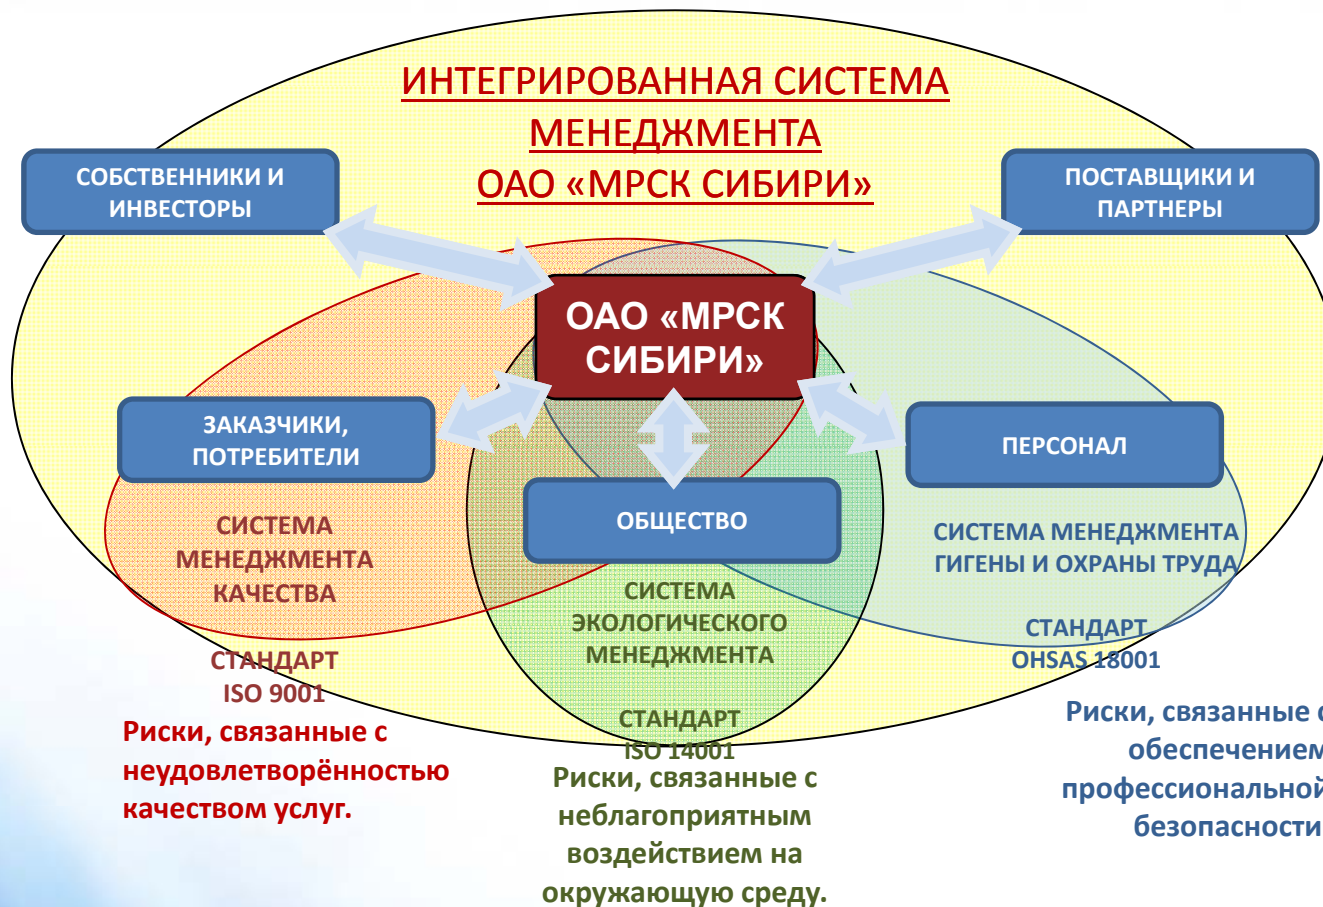 ИНТЕГРИРОВАННАЯ СИСТЕМА
МЕНЕДЖМЕНТА
ОАО «МРСК СИБИРИ»
СОБСТВЕННИКИ И
ИНВЕСТОРЫ
ПОСТАВЩИКИ И
ПАРТНЕРЫ
ОАО «МРСК
СИБИРИ»
ЗАКАЗЧИКИ,
ПОТРЕБИТЕЛИ
ПЕРСОНАЛ
ОБЩЕСТВО
СИСТЕМА
МЕНЕДЖМЕНТА
КАЧЕСТВА
СТАНДАРТ
ISO 9001
Риски, связанные с
неудовлетворённостью
качеством услуг.
СИСТЕМА
ЭКОЛОГИЧЕСКОГО
МЕНЕДЖМЕНТА
СТАНДАРТ
ISO 14001
Риски, связанные с
неблагоприятным
воздействием на
окружающую среду.
СИСТЕМА МЕНЕДЖМЕНТА
ГИГЕНЫ И ОХРАНЫ ТРУДА
СТАНДАРТ
OHSAS 18001
Риски, связанные с
обеспечением
профессиональной
безопасности